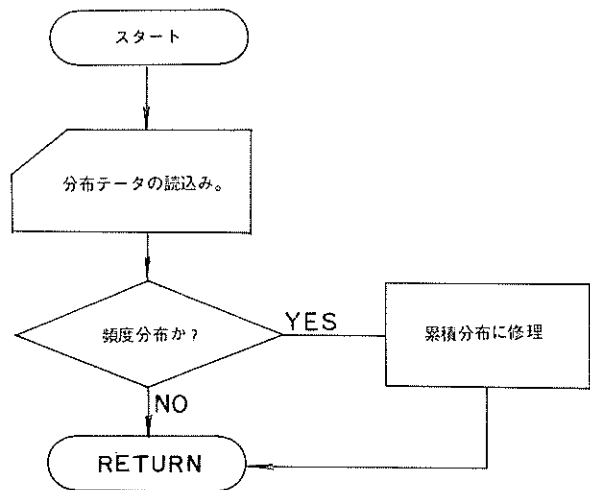 スタート
分布テータの読込み。
頻度分布か?
YES
累積分布に修理
NO
RETURN